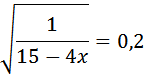 √(1/(15 − 4x)) = 0,2